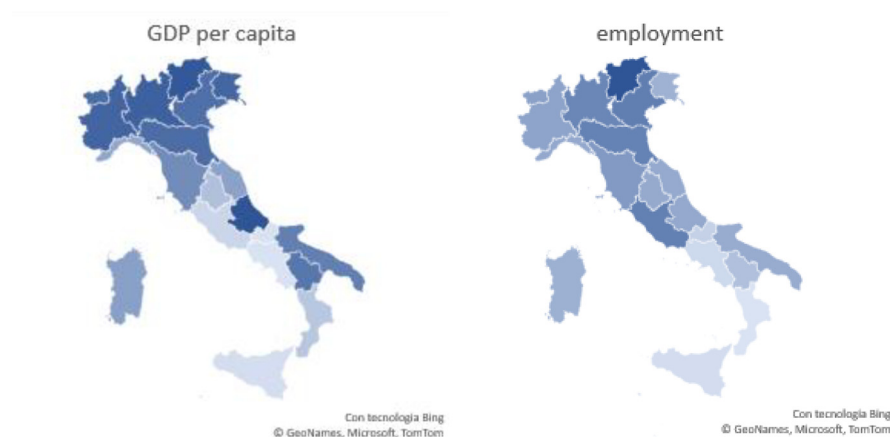 GDP per capita
employment
Con tecnologia Bing
© GeoNames, Microsoft, TomTom
Con tecnologia Bing
© GeoNames, Microsoft, TomTom